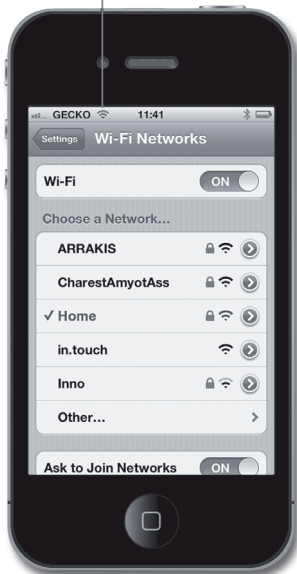 GECKO 11:41
Settings Wi-Fi Networks
Wi-Fi ON
Choose a Network...
ARRAKIS
CharestAmyotAss
Home
in.touch
Inno
Other...
Ask to Join Networks ON